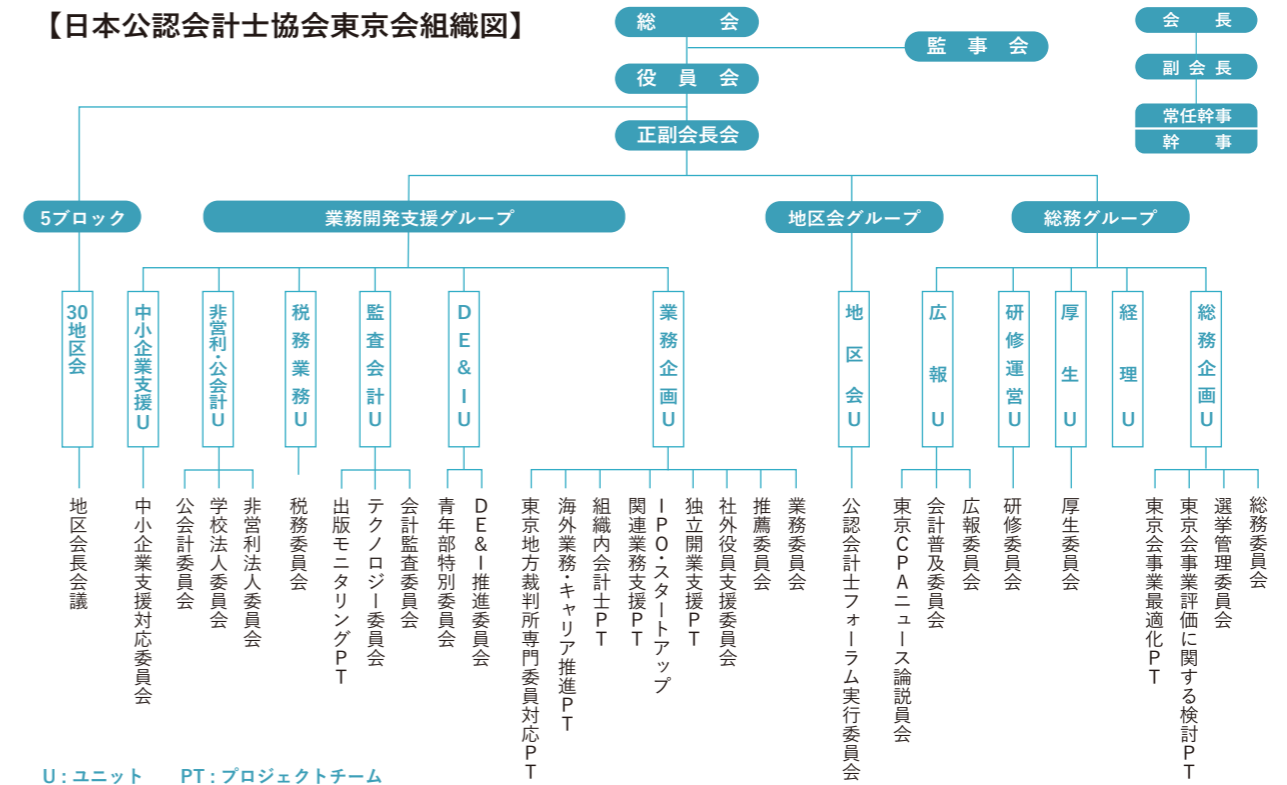 【日本公認会計士協会東京会組織図】
総会
監事会
役員会
正副会長会
会長
副会長
常任幹事
幹事
5ブロック
業務開発支援グループ
地区会グループ
総務グループ
30地区会
中小企業支援U
非営利・公会計U
税務業務U
監査会計U
DE&IU
業務企画U
地区会U
広報U
研修運営U
厚生U
経理U
総務企画U
地区会長会議
中小企業支援対応委員会
公会計委員会
学校法人委員会
非営利法人委員会
税務委員会
出版モニタリングPT
テクノロジー委員会
会計監査委員会
青年部特別委員会
DE&I推進委員会
東京地方裁判所専門委員対応PT
海外業務・キャリア推進PT
組織内会計士PT
IPO・スタートアップ
関連業務支援PT
独立開業支援PT
社外役員支援委員会
推薦委員会
業務委員会
公認会計士フォーラム実行委員会
東京CPAニュース論説員会
会計普及委員会
広報委員会
研修委員会
厚生委員会
東京会事業最適化PT
東京会事業評価に関する検討PT
選挙管理委員会
総務委員会
U:ユニット PT:プロジェクトチーム